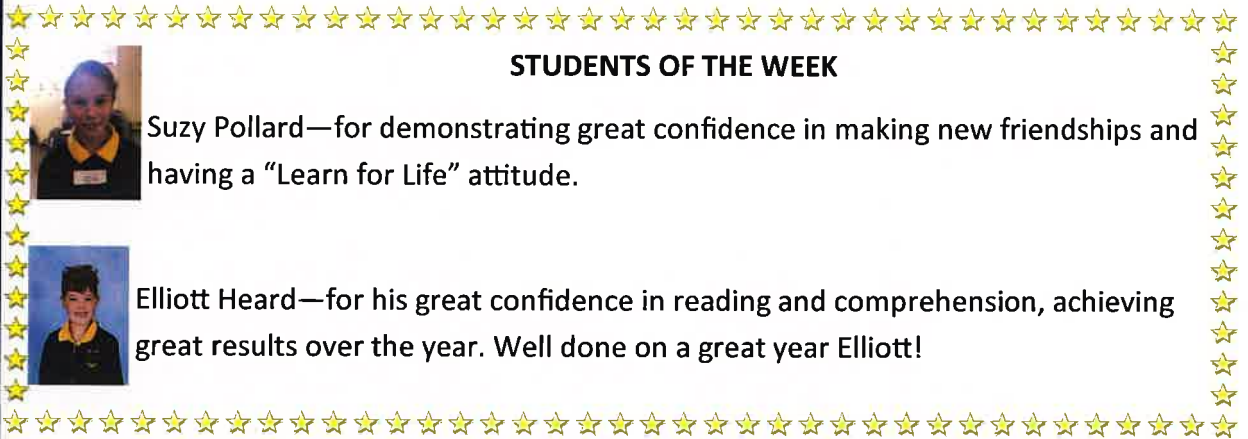 STUDENTS OF THE WEEK
Suzy Pollard—for demonstrating great confidence in making new friendships and
having a “Learn for Life” attitude.
Elliott Heard—for his great confidence in reading and comprehension, achieving
great results over the year. Well done on a great year Elliott!